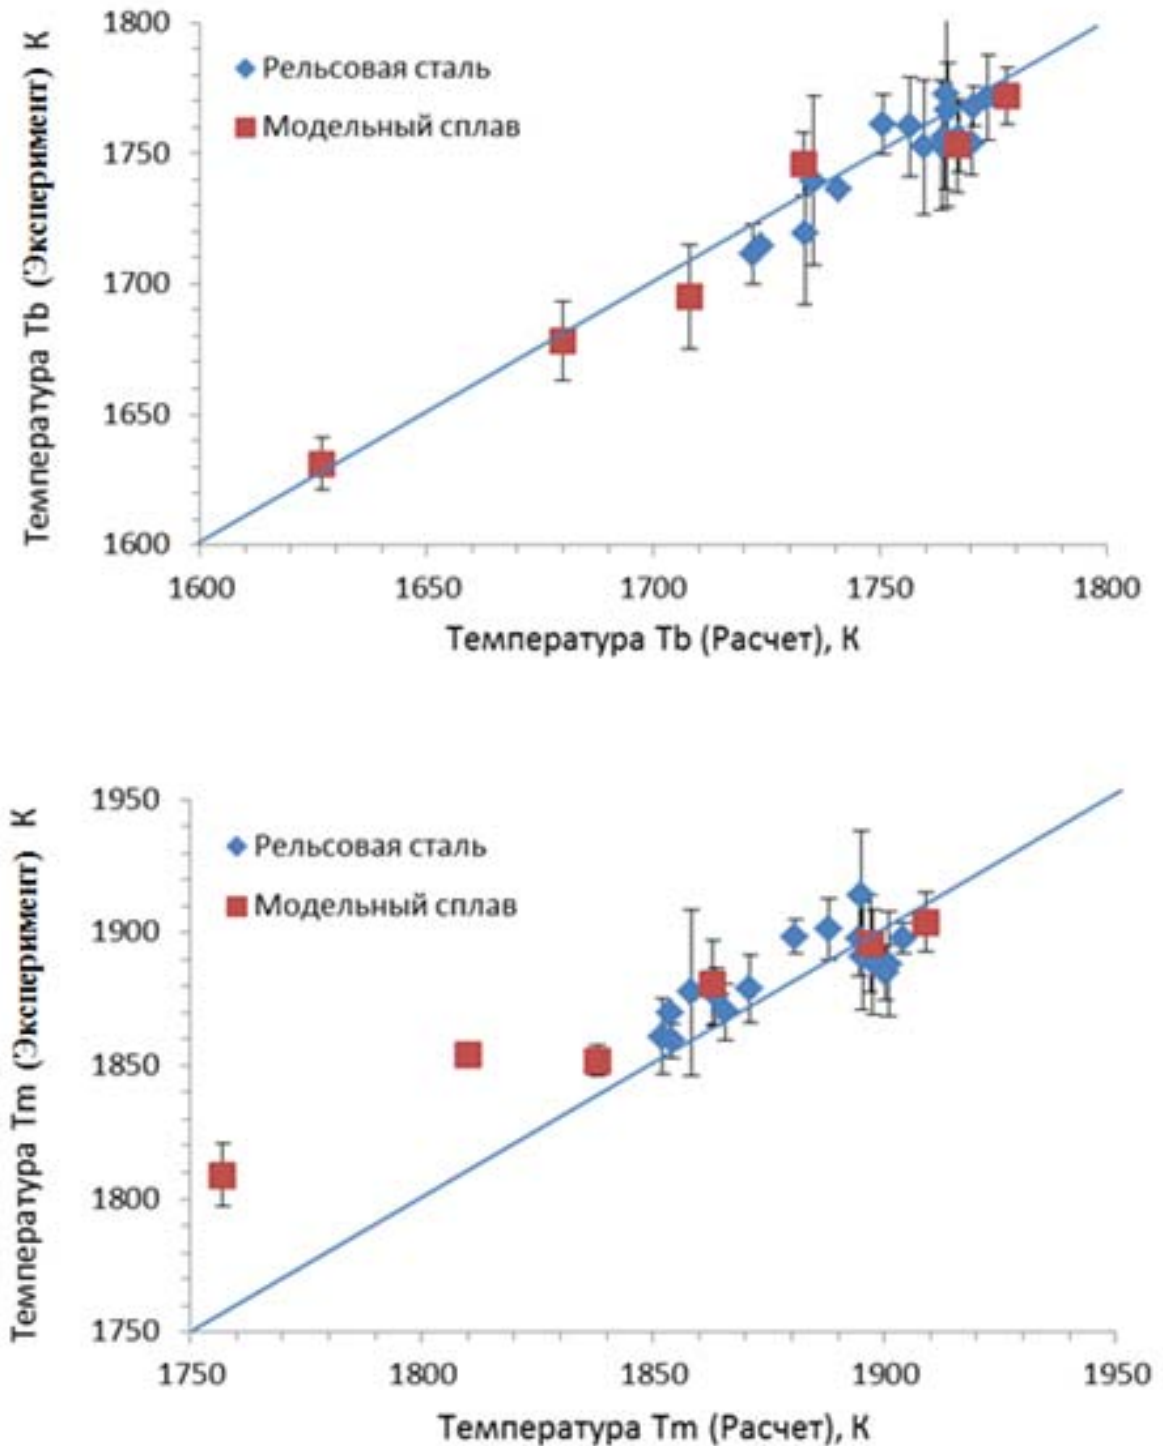 Температура Tb (Эксперимент) К
1800
1750
1700
1650
1600
Рельсовая сталь
Модельный сплав
1600 1650 1700 1750 1800
Температура Tb (Расчет), К
Температура Tm (Эксперимент) К
1950
1900
1850
1800
1750
Рельсовая сталь
Модельный сплав
1750 1800 1850 1900 1950
Температура Tm (Расчет), К